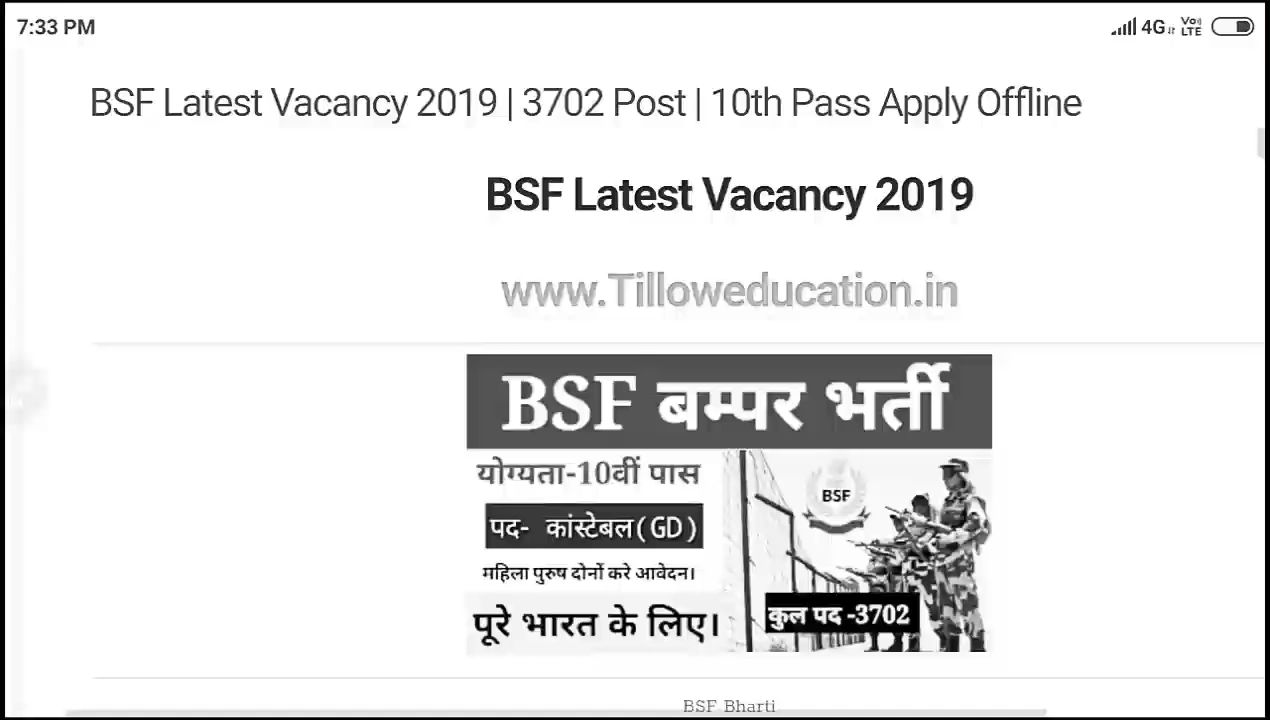 7:33 PM
4G Vo LTE
BSF Latest Vacancy 2019 | 3702 Post | 10th Pass Apply Offline
BSF Latest Vacancy 2019
www.Tilloweducation.in
BSF बम्पर भर्ती
योग्यता-10वीं पास
BSF
पद- कांस्टेबल(GD)
महिला पुरुष दोनों करे आवेदन।
पूरे भारत के लिए।
कुल पद -3702
BSF Bharti